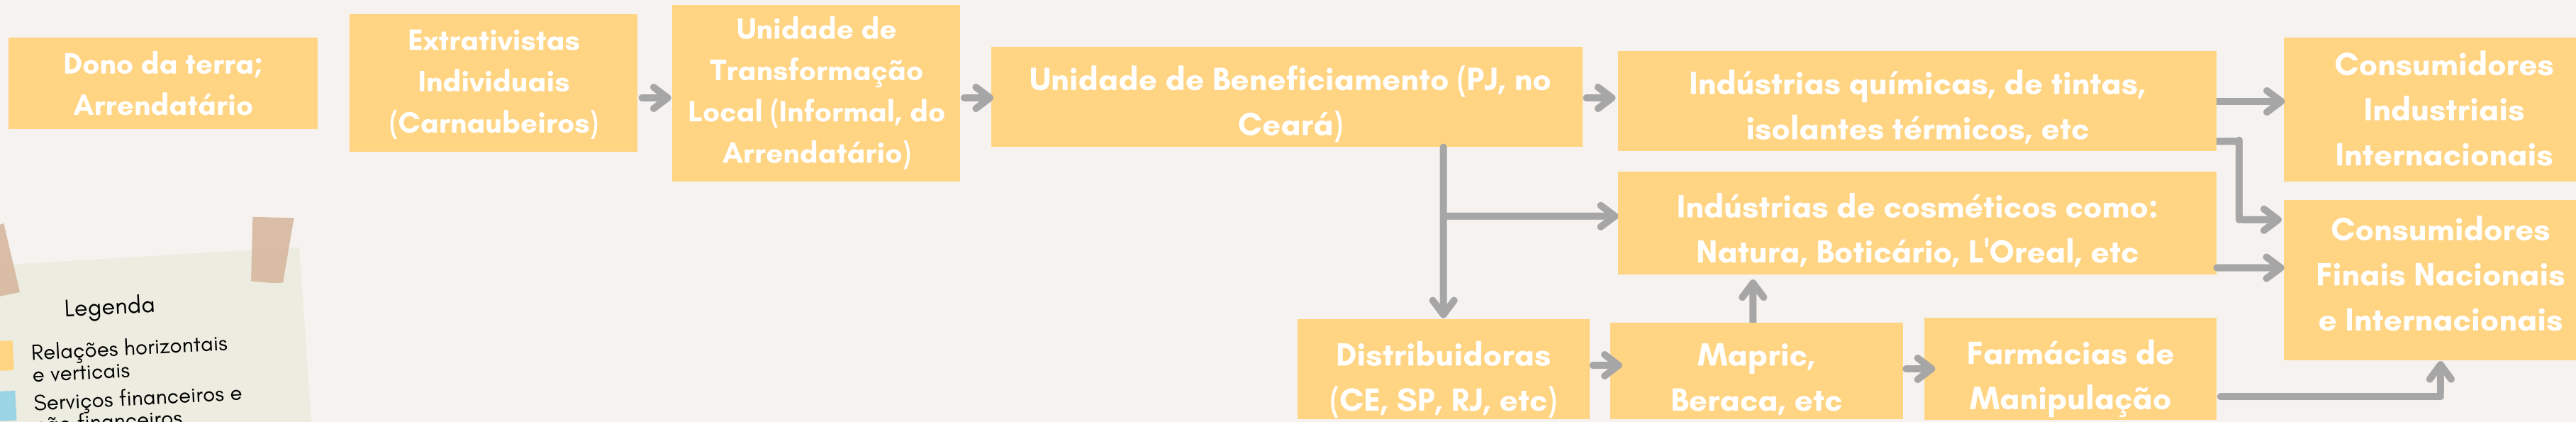 Dono da terra;
Arrendatário
Extrativistas
Individuais
(Carnaubeiros)
Unidade de
Transformação
Local (Informal, do
Arrendatário)
Unidade de Beneficiamento (PJ, no
Ceará)
Indústrias químicas, de tintas,
isolantes térmicos, etc
Consumidores
Industriais
Internacionais
Indústrias de cosméticos como:
Natura, Boticário, L'Oreal, etc
Consumidores
Finais Nacionais
e Internacionais
Distribuidoras
(CE, SP, RJ, etc)
Mapric,
Beraca, etc
Farmácias de
Manipulação
Legenda
Relações horizontais
e verticais
Serviços financeiros e
não financeiros